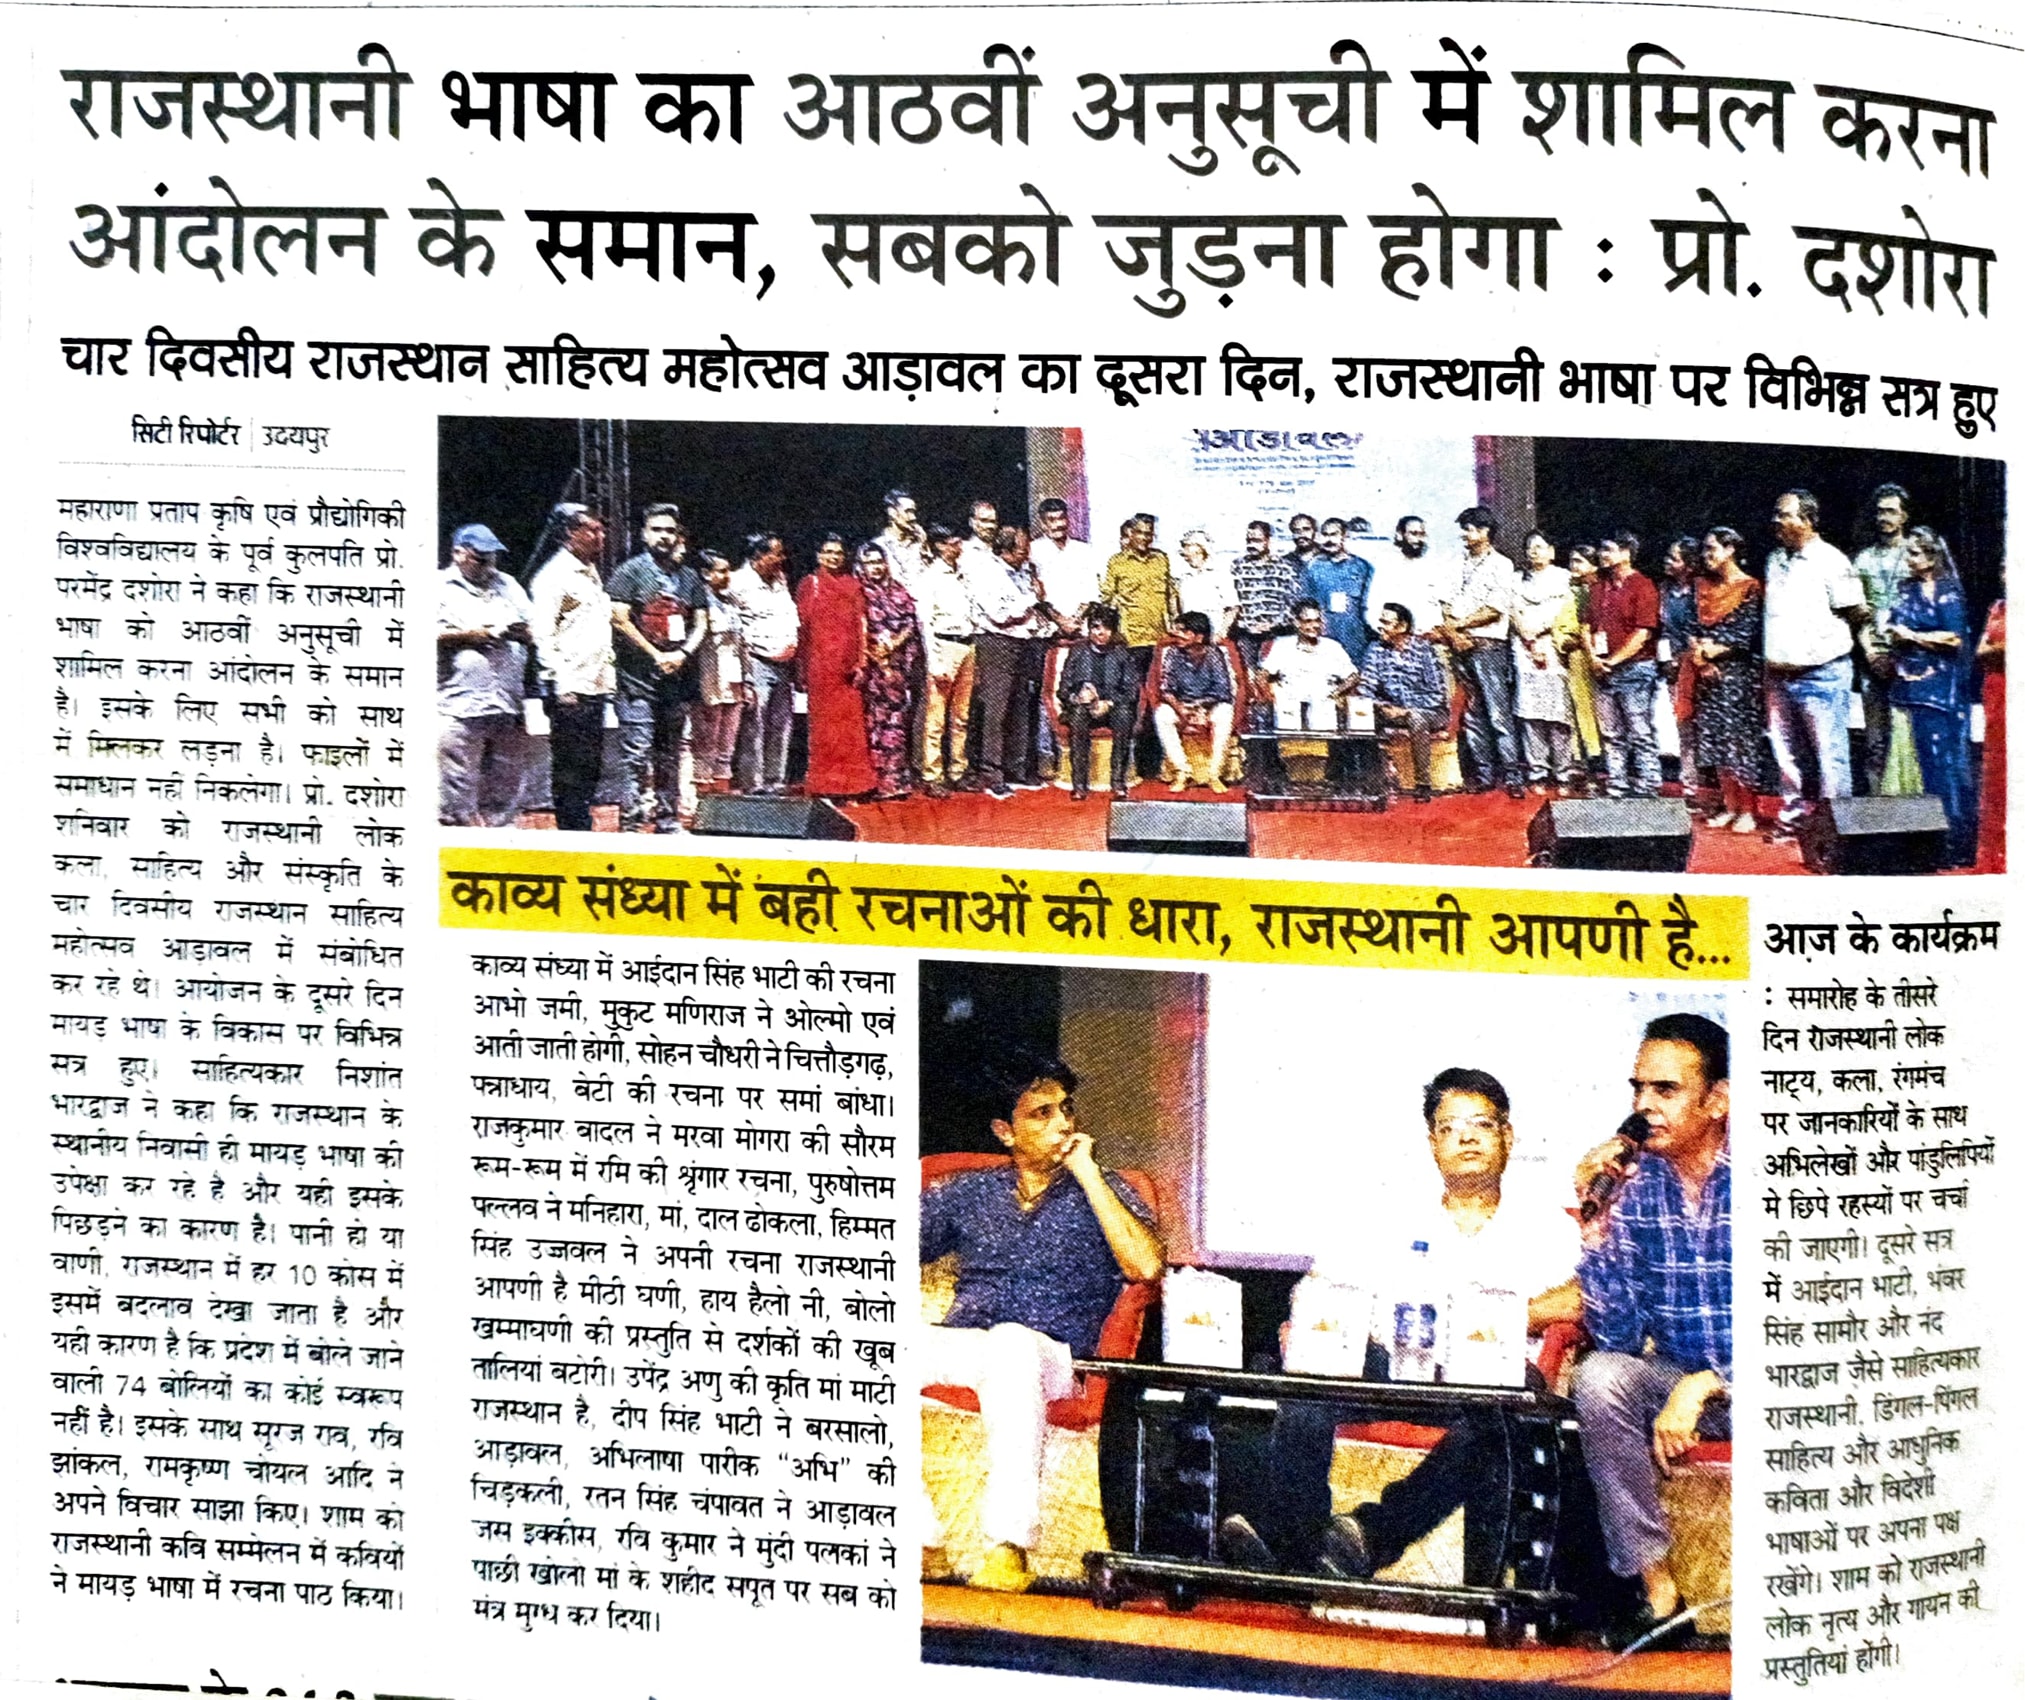 राजस्थानी भाषा का आठवीं अनुसूची में शामिल करना
आंदोलन के समान, सबको जुड़ना होगा : प्रो. दशोरा
चार दिवसीय राजस्थान साहित्य महोत्सव आड़ावल का दूसरा दिन, राजस्थानी भाषा पर विभिन्न सत्र हुए
सिटी रिपोर्टर | उदयपुर
महाराणा प्रताप कृषि एवं प्रौद्योगिकी
विश्वविद्यालय के पूर्व कुलपति प्रो.
परमेंद्र दशोरा ने कहा कि राजस्थानी
भाषा को आठवीं अनुसूची में
शामिल करना आंदोलन के समान
है। इसके लिए सभी को साथ
में मिलकर लड़ना है। फाइलों में
समाधान नहीं निकलेगा। प्रो. दशोरा
शनिवार को राजस्थानी लोक
कला, साहित्य और संस्कृति के
चार दिवसीय राजस्थान साहित्य
महोत्सव आड़ावल में संबोधित
कर रहे थे। आयोजन के दूसरे दिन
मायड़ भाषा के विकास पर विभिन्न
सत्र हुए। साहित्यकार निशांत
भारद्वाज ने कहा कि राजस्थान के
स्थानीय निवासी ही मायड़ भाषा की
उपेक्षा कर रहे है और यही इसके
पिछड़ने का कारण है। पानी हो या
वाणी, राजस्थान में हर 10 कोस में
इसमें बदलाव देखा जाता है और
यही कारण है कि प्रदेश में बोले जाने
वाली 74 बोलियों का कोई स्वरूप
नहीं है। इसके साथ सूरज राव, रवि
झांकल, रामकृष्ण चोयल आदि ने
अपने विचार साझा किए। शाम को
राजस्थानी कवि सम्मेलन में कवियों
ने मायड़ भाषा में रचना पाठ किया।
आडावल
काव्य संध्या में बही रचनाओं की धारा, राजस्थानी आपणी है...
काव्य संध्या में आईदान सिंह भाटी की रचना
आभो जमी, मुकुट मणिराज ने ओल्मो एवं
आती जाती होगी, सोहन चौधरी ने चित्तौड़गढ़,
पन्नाधाय, बेटी की रचना पर समां बांधा।
राजकुमार बादल ने मरवा मोगरा की सौरम
रूम-रूम में रमि की श्रृंगार रचना, पुरुषोत्तम
पल्लव ने मनिहारा, मां, दाल ढोकला, हिम्मत
सिंह उज्जवल ने अपनी रचना राजस्थानी
आपणी है मीठी घणी, हाय हैलो नी, बोलो
खम्माघणी की प्रस्तुति से दर्शकों की खूब
तालियां बटोरी। उपेंद्र अणु की कृति मां माटी
राजस्थान है, दीप सिंह भाटी ने बरसालो,
आड़ावल, अभिलाषा पारीक “अभि” की
चिड़कली, रतन सिंह चंपावत ने आड़ावल
जस इक्कीस, रवि कुमार ने मुंदी पलकां ने
पाछी खोलो मां के शहीद सपूत पर सब को
मंत्र मुग्ध कर दिया।
आज के कार्यक्रम
: समारोह के तीसरे
दिन राजस्थानी लोक
नाट्य, कला, रंगमंच
पर जानकारियों के साथ
अभिलेखों और पांडुलिपियों
मे छिपे रहस्यों पर चर्चा
की जाएगी। दूसरे सत्र
में आईदान भाटी, भंवर
सिंह सामौर और नंद
भारद्वाज जैसे साहित्यकार
राजस्थानी, डिंगल-पिंगल
साहित्य और आधुनिक
कविता और विदेशी
भाषाओं पर अपना पक्ष
रखेंगे। शाम को राजस्थानी
लोक नृत्य और गायन की
प्रस्तुतियां होंगी।